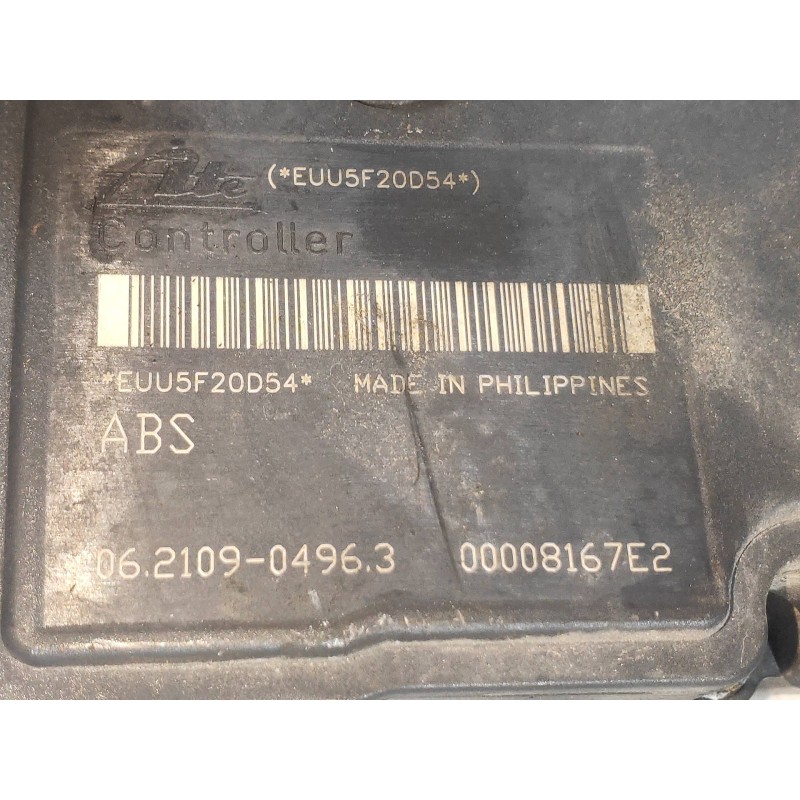 Ate (*EUU5F20D54*)
Controller
*EUU5F20D54* MADE IN PHILIPPINES
ABS
06.2109-0496.3 00008167E2